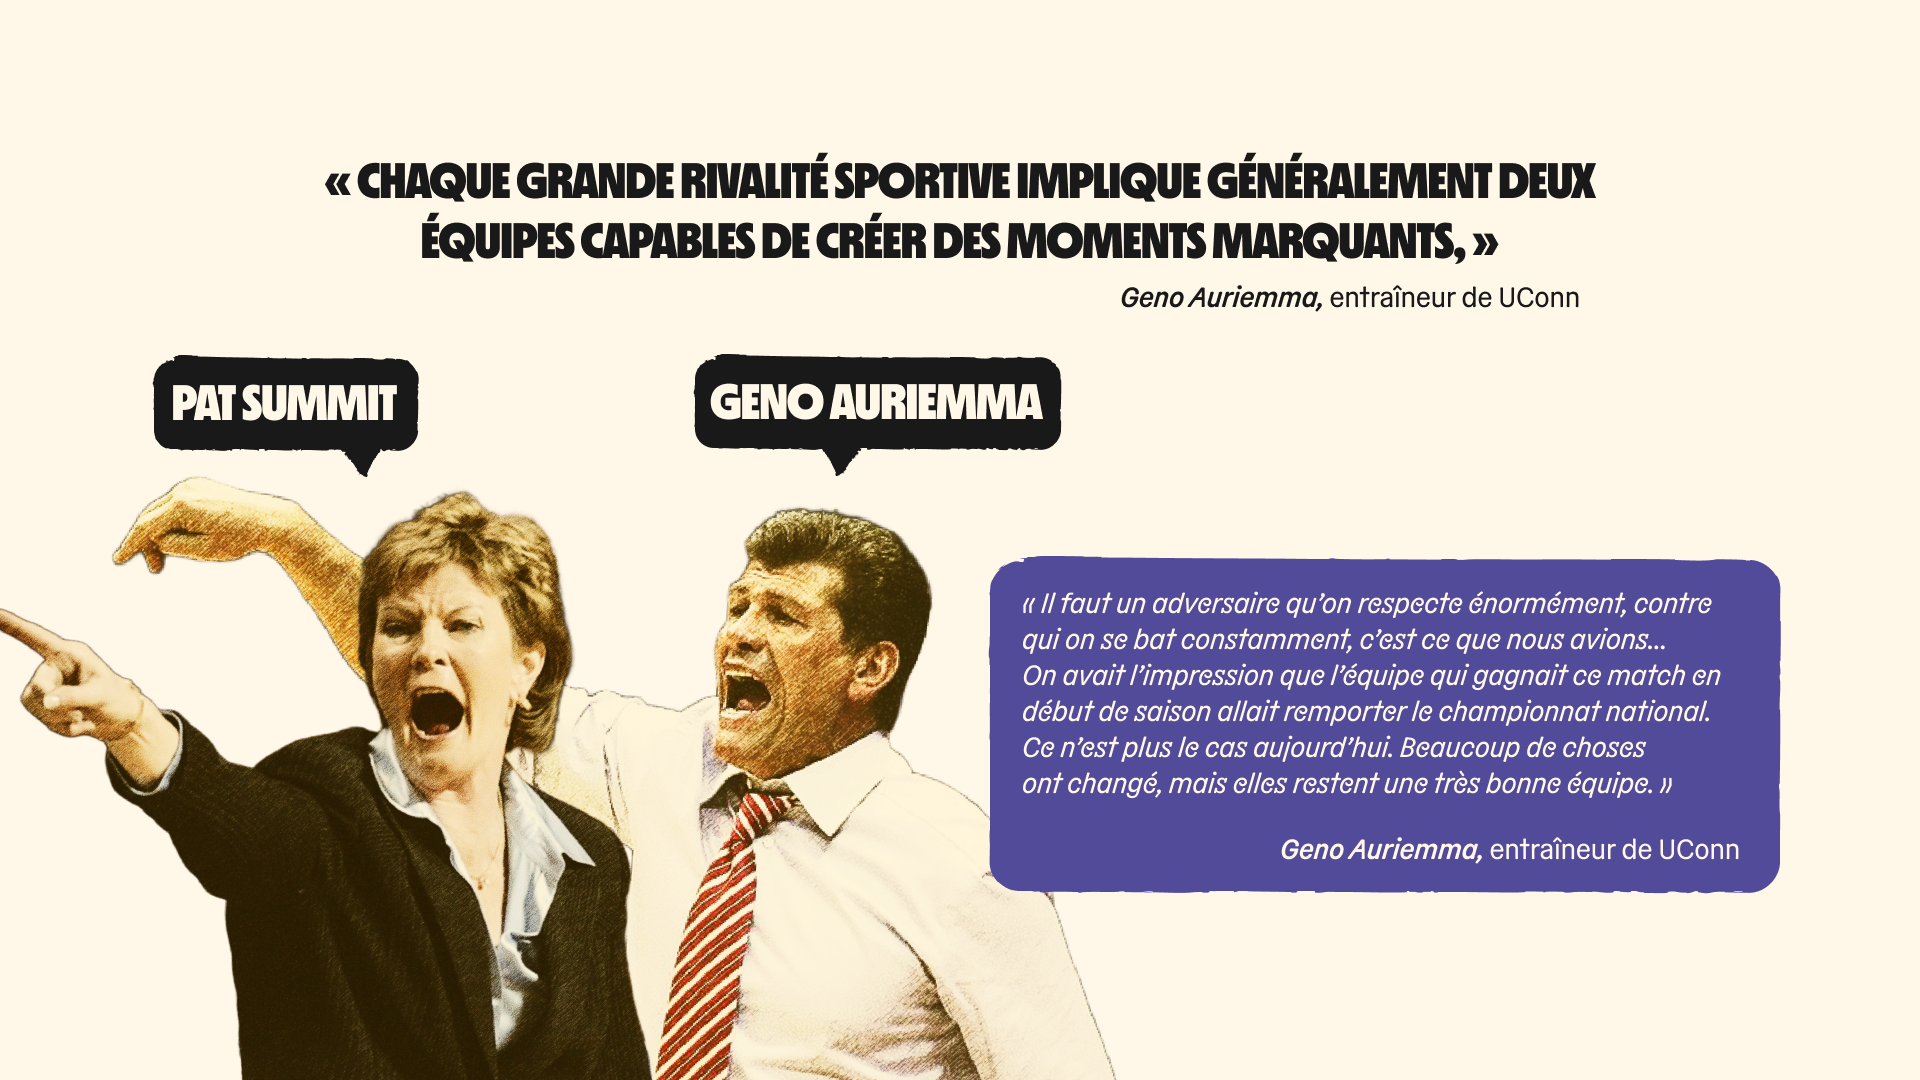 « CHAQUE GRANDE RIVALITÉ SPORTIVE IMPLIQUE GÉNÉRALEMENT DEUX
ÉQUIPES CAPABLES DE CRÉER DES MOMENTS MARQUANTS, »
Geno Auriemma, entraîneur de UConn
PAT SUMMIT
GENO AURIEMMA
« Il faut un adversaire qu’on respecte énormément, contre
qui on se bat constamment, c’est ce que nous avions...
On avait l’impression que l’équipe qui gagnait ce match en
début de saison allait remporter le championnat national.
Ce n’est plus le cas aujourd’hui. Beaucoup de choses
ont changé, mais elles restent une très bonne équipe. »
Geno Auriemma, entraîneur de UConn